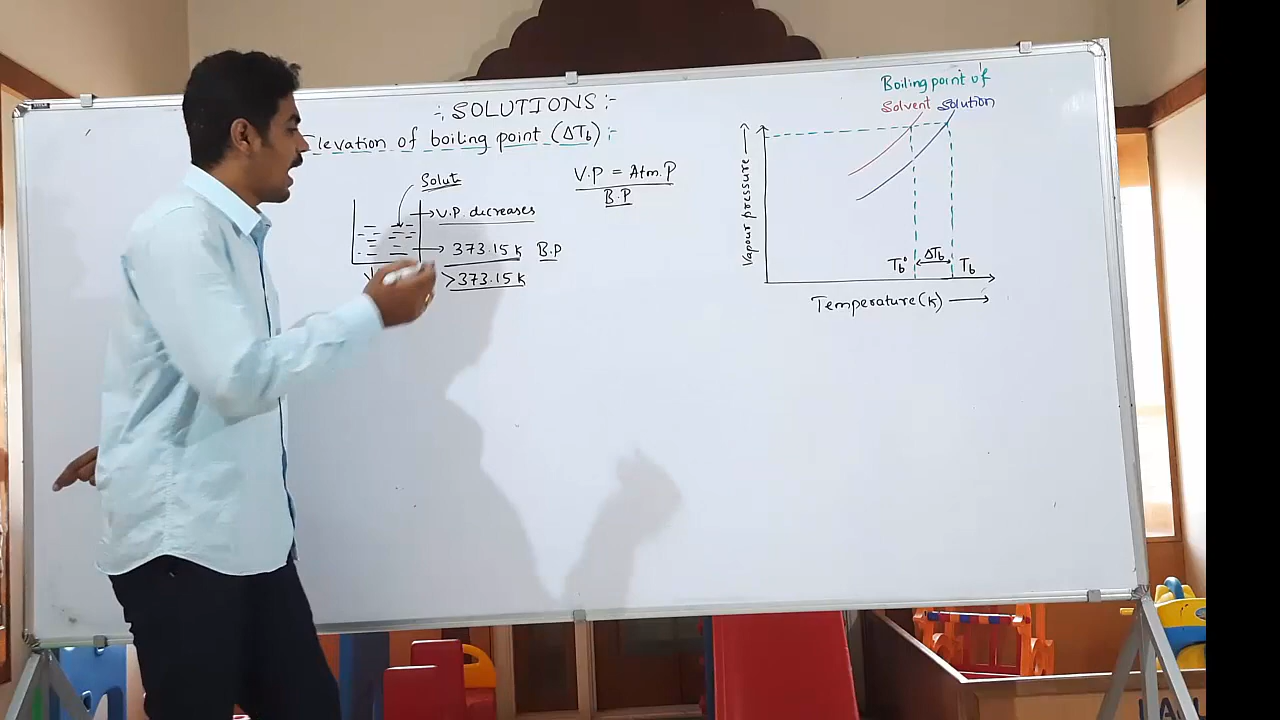 :- SOLUTIONS :-
Elevation of boiling point (ΔTb) :-
Solut
V.P. decreases
373.15 K B.P
>373.15 K
V.P = Atm.P
B.P
Boiling point of
Solvent Solution
Vapour pressure
Tb° ΔTb Tb
Temperature (K)